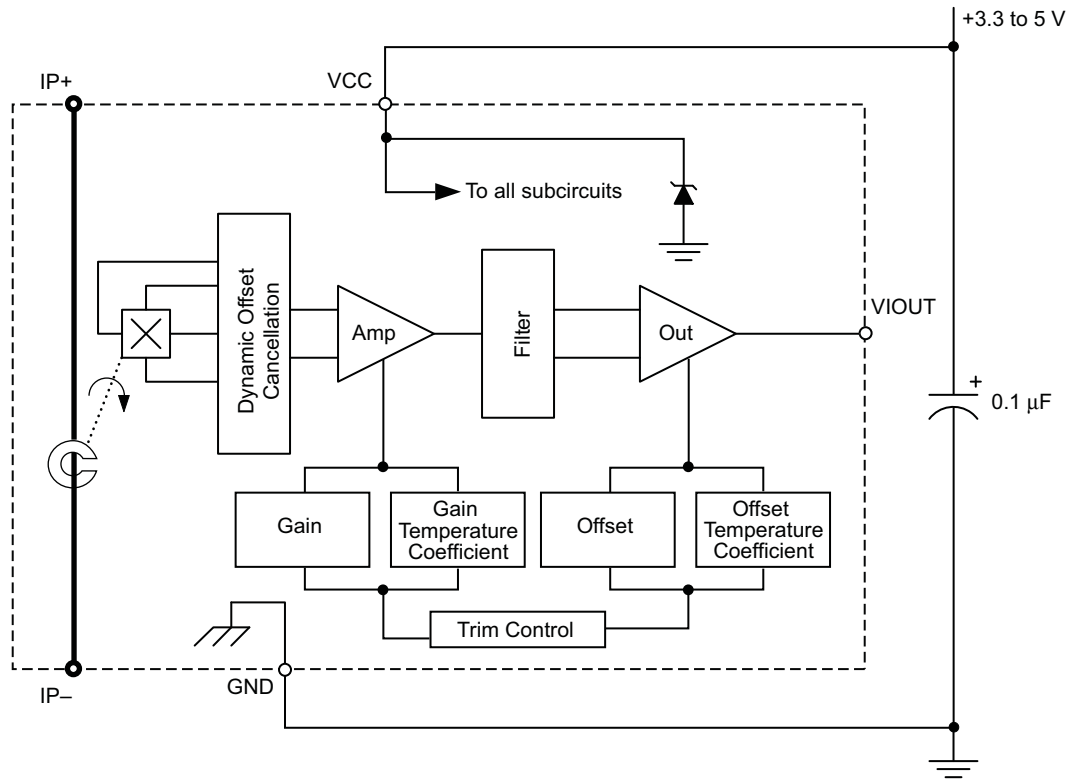 +3.3 to 5 V
IP+
VCC
To all subcircuits
Dynamic Offset
Cancellation
Amp
Filter
Out
VIOUT
+
0.1 µF
Gain
Gain
Temperature
Coefficient
Offset
Offset
Temperature
Coefficient
Trim Control
GND
IP–